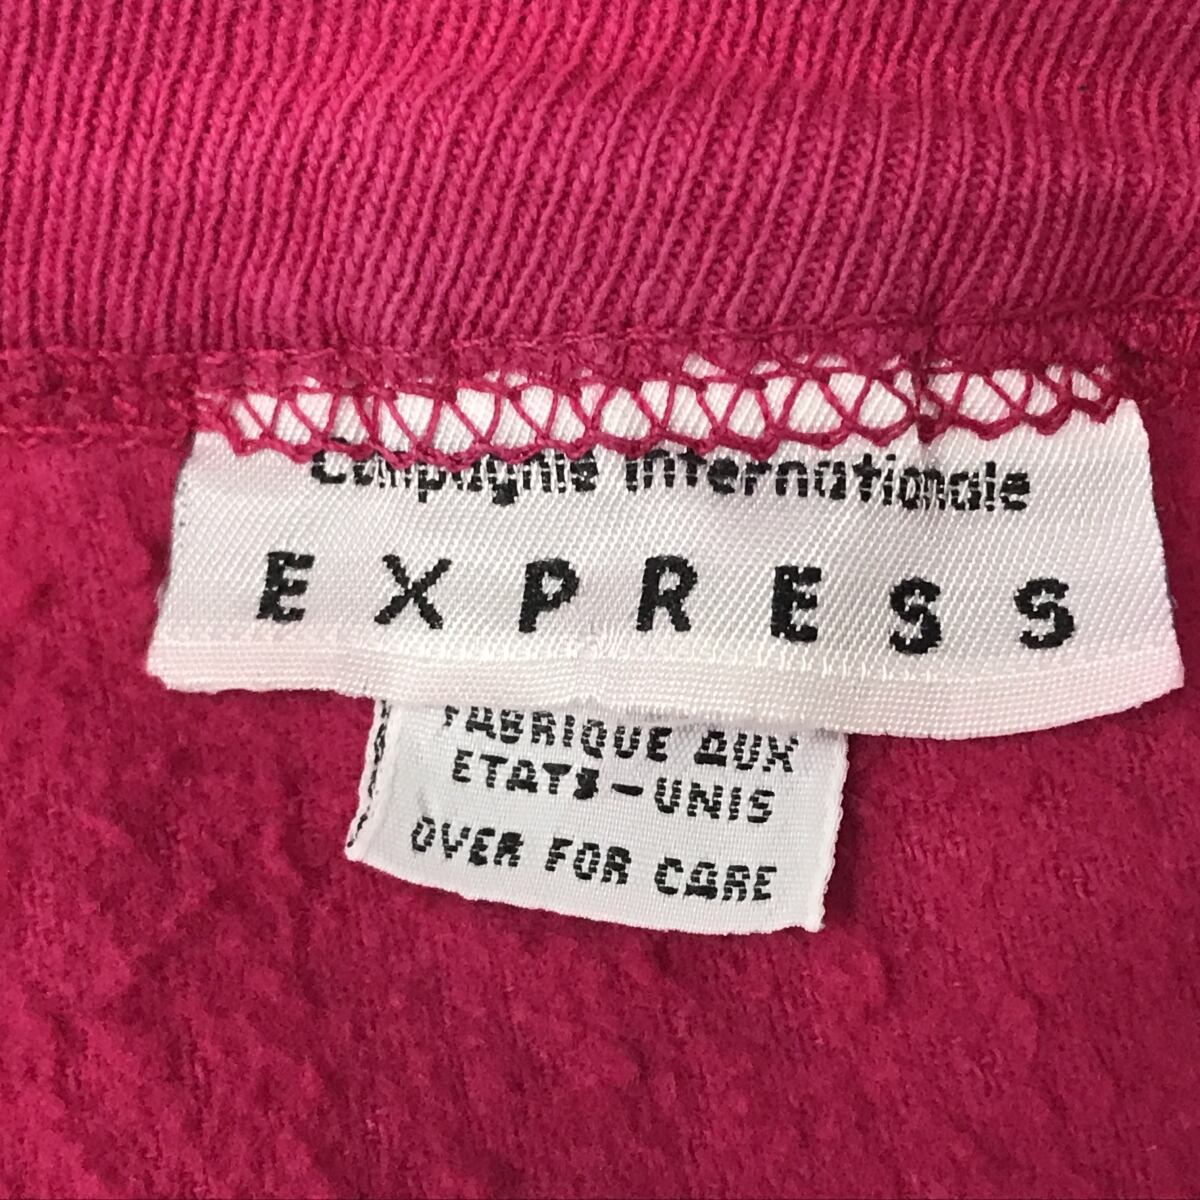 Compagnie Internationale
EXPRESS
FABRIQUE AUX
ETATS-UNIS
OVER FOR CARE